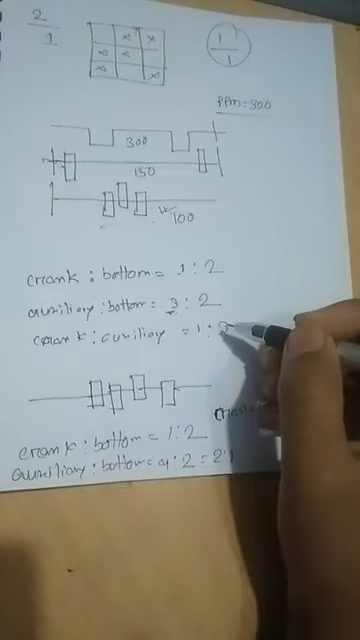 2
1
x x
x x
x x
1
1
PPm=300
300
150
100
crank : bottom = 1:2
auxiliary : bottom = 3:2
crank : auxiliary = 1:3
crank : bottom = 1:2
auxiliary : bottom = 4:2 = 2:1